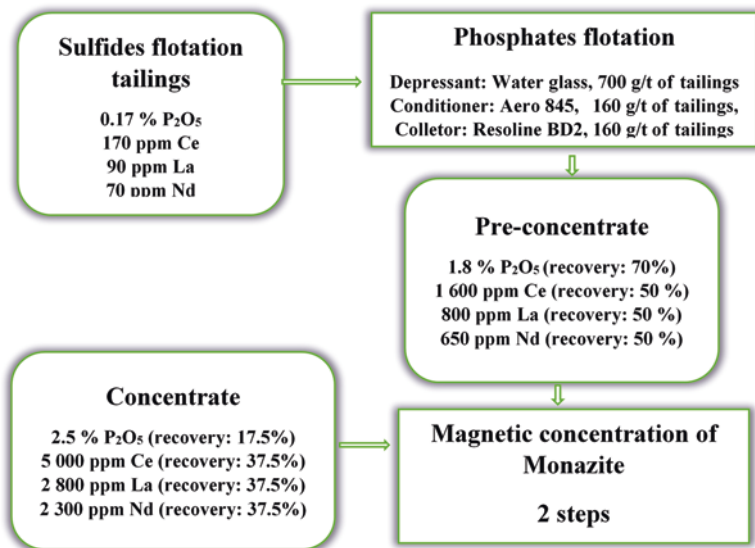 Sulfides flotation
tailings
0.17 % P₂O₅
170 ppm Ce
90 ppm La
70 ppm Nd
Phosphates flotation
Depressant: Water glass, 700 g/t of tailings
Conditioner: Aero 845, 160 g/t of tailings,
Colletor: Resoline BD2, 160 g/t of tailings
Pre-concentrate
1.8 % P₂O₅ (recovery: 70%)
1 600 ppm Ce (recovery: 50 %)
800 ppm La (recovery: 50 %)
650 ppm Nd (recovery: 50 %)
Concentrate
2.5 % P₂O₅ (recovery: 17.5%)
5 000 ppm Ce (recovery: 37.5%)
2 800 ppm La (recovery: 37.5%)
2 300 ppm Nd (recovery: 37.5%)
Magnetic concentration of
Monazite
2 steps